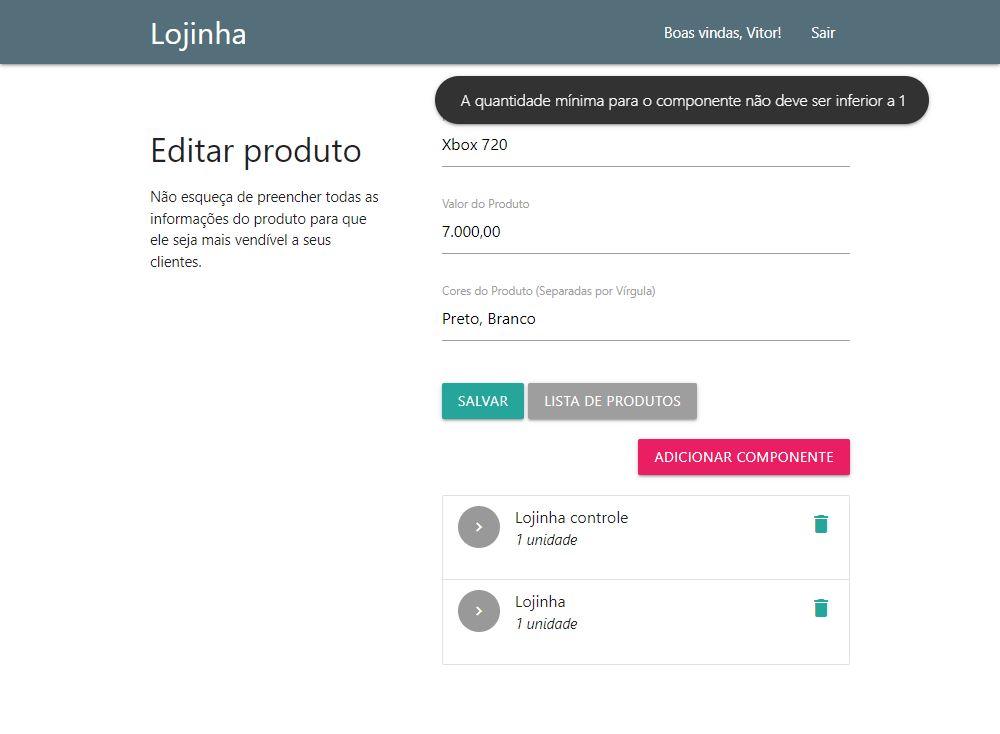 Lojinha
Boas vindas, Vitor!
Sair
A quantidade mínima para o componente não deve ser inferior a 1
Editar produto
Não esqueça de preencher todas as
informações do produto para que
ele seja mais vendível a seus
clientes.
Xbox 720
Valor do Produto
7.000,00
Cores do Produto (Separadas por Vírgula)
Preto, Branco
SALVAR
LISTA DE PRODUTOS
ADICIONAR COMPONENTE
Lojinha controle
1 unidade
Lojinha
1 unidade